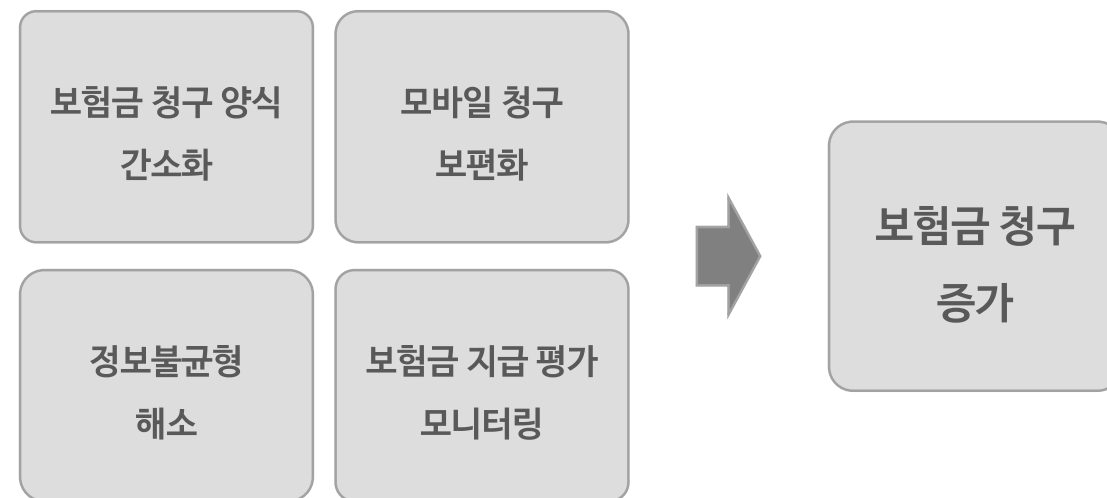 보험금 청구 양식
간소화
모바일 청구
보편화
정보불균형
해소
보험금 지급 평가
모니터링
보험금 청구
증가